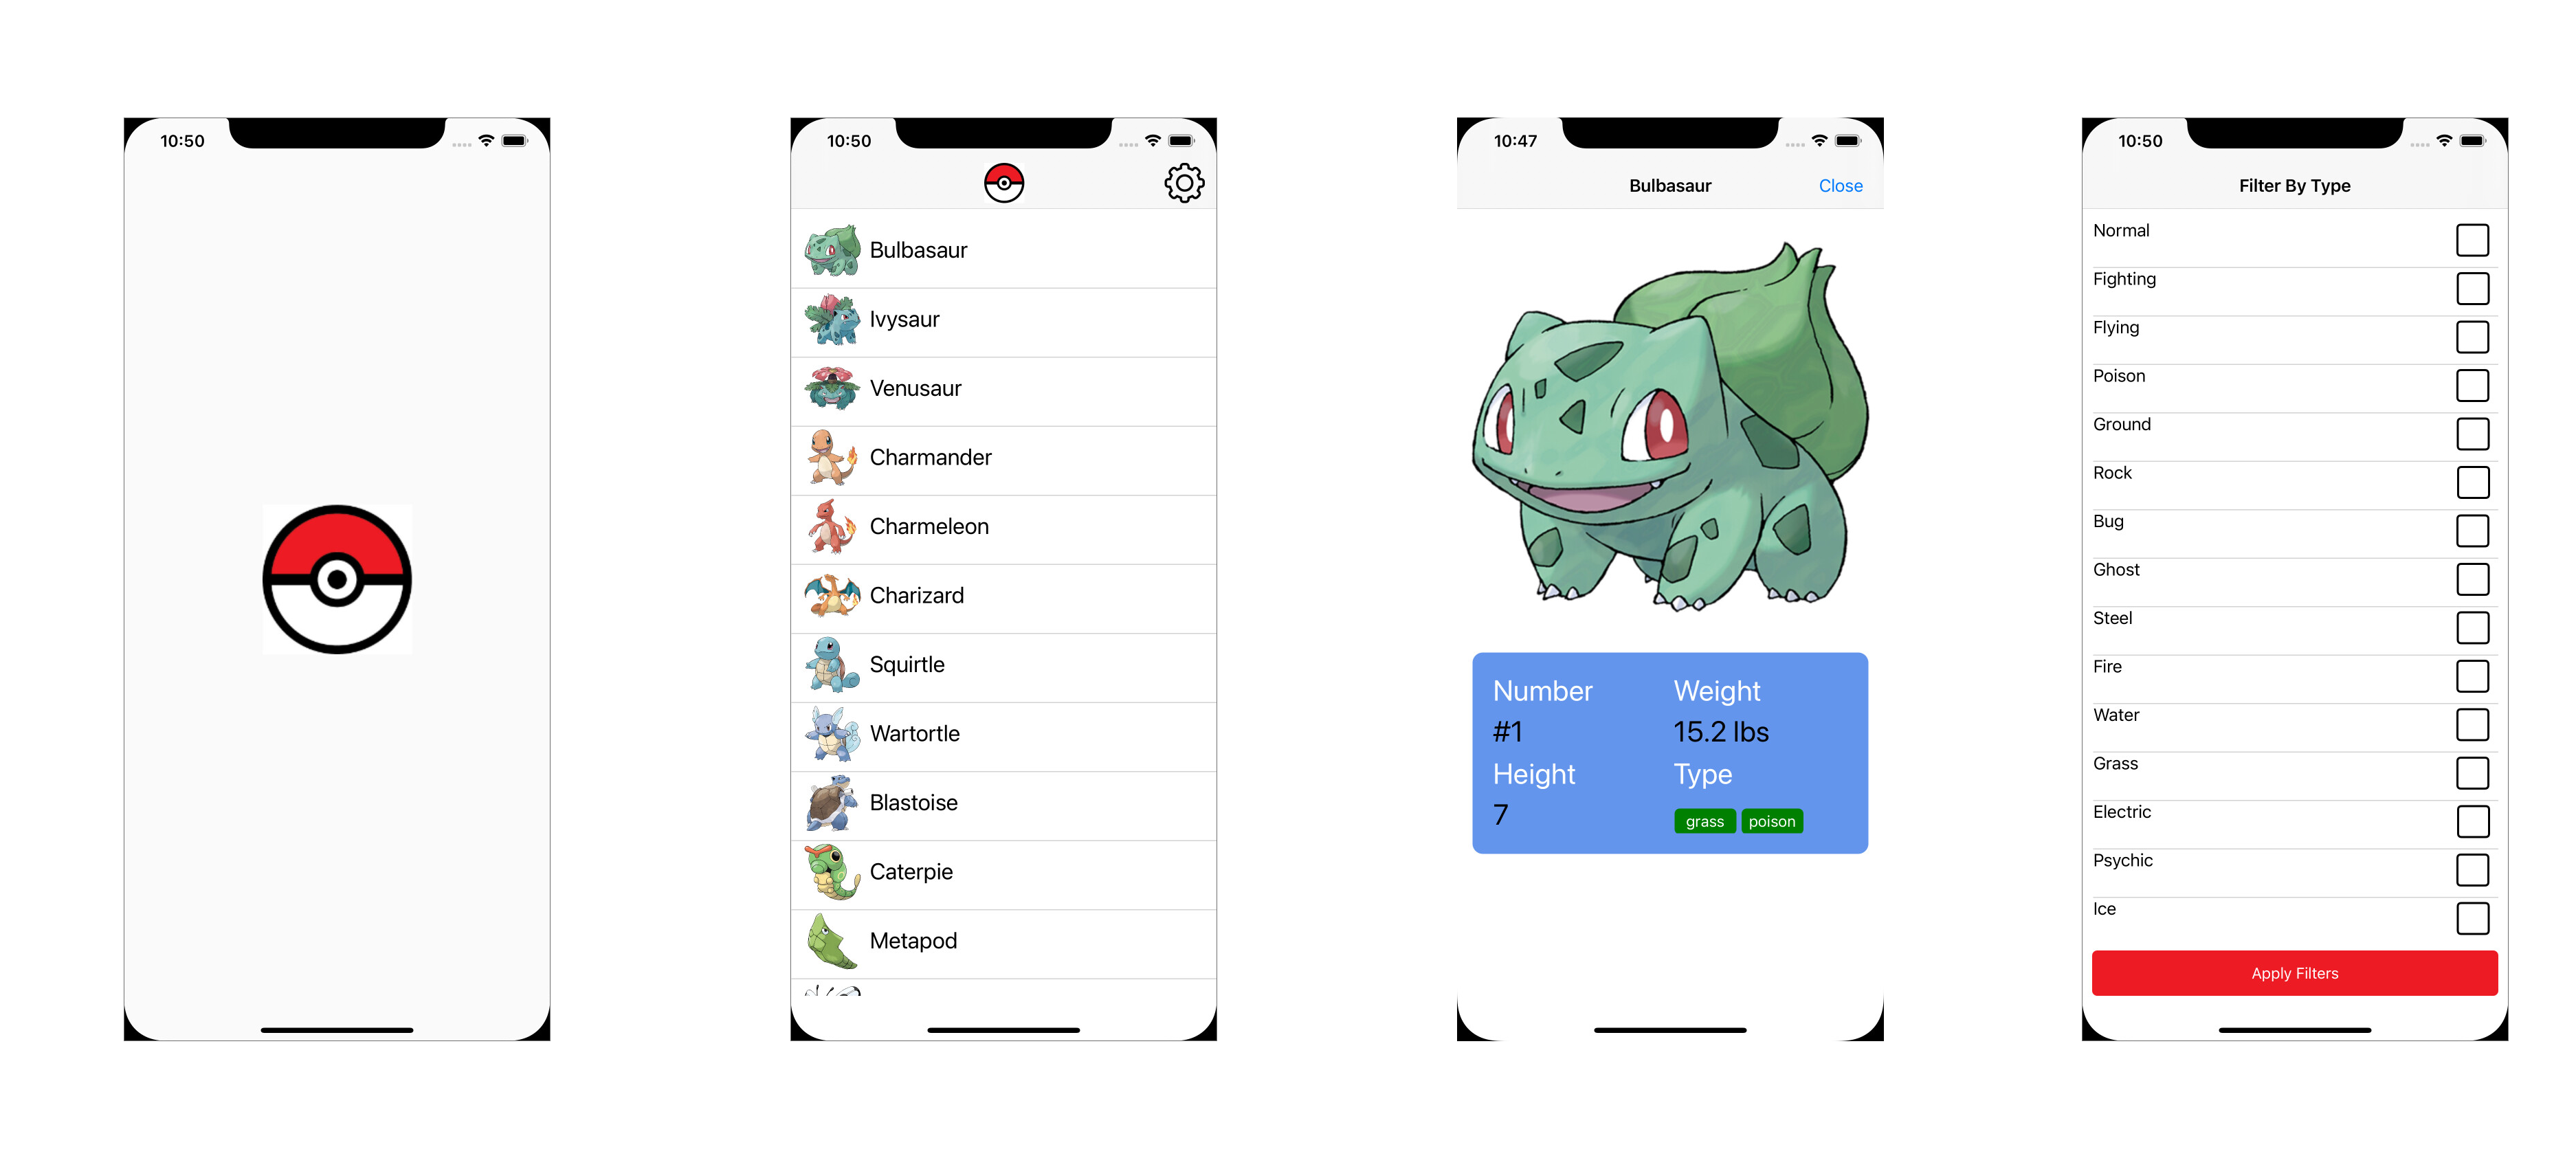 10:50
10:50
Bulbasaur
Ivysaur
Venusaur
Charmander
Charmeleon
Charizard
Squirtle
Wartortle
Blastoise
Caterpie
Metapod
10:47
Bulbasaur Close
Number Weight
#1 15.2 lbs
Height Type
7 grass poison
10:50
Filter By Type
Normal
Fighting
Flying
Poison
Ground
Rock
Bug
Ghost
Steel
Fire
Water
Grass
Electric
Psychic
Ice
Apply Filters